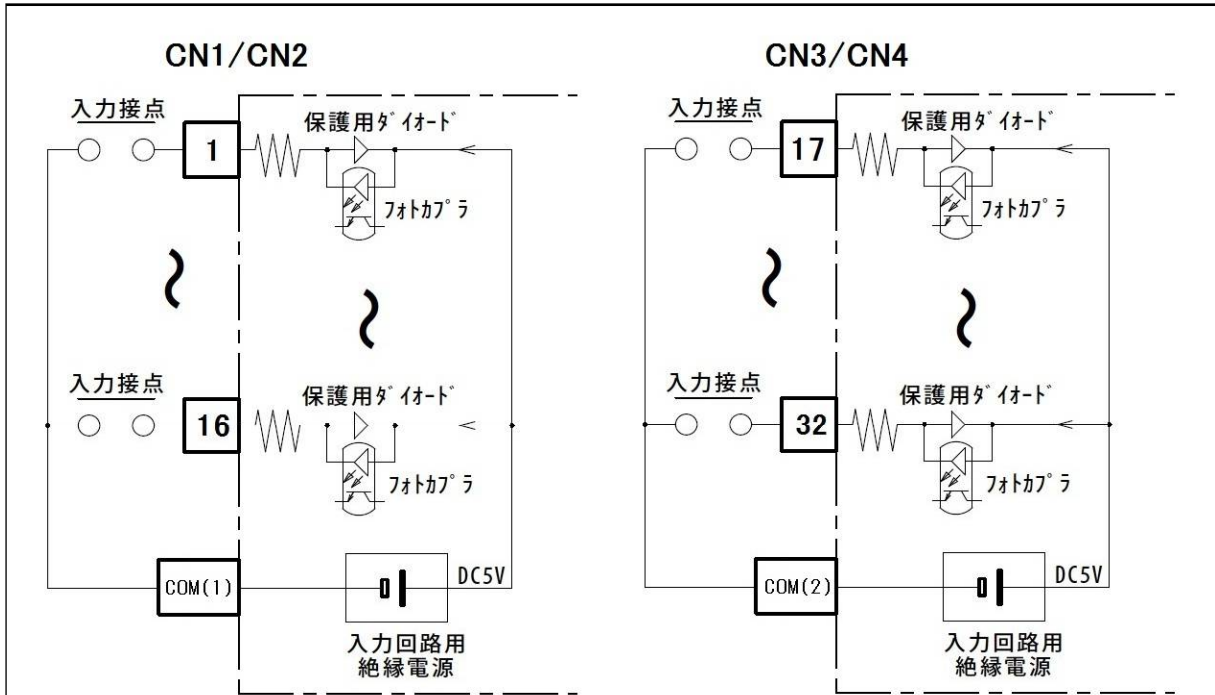 CN1/CN2
入力接点
1
保護用ﾀﾞｲｵｰﾄﾞ
ﾌｫﾄｶﾌﾟﾗ
入力接点
16
保護用ﾀﾞｲｵｰﾄﾞ
ﾌｫﾄｶﾌﾟﾗ
COM(1)
DC5V
入力回路用
絶縁電源
CN3/CN4
入力接点
17
保護用ﾀﾞｲｵｰﾄﾞ
ﾌｫﾄｶﾌﾟﾗ
入力接点
32
保護用ﾀﾞｲｵｰﾄﾞ
ﾌｫﾄｶﾌﾟﾗ
COM(2)
DC5V
入力回路用
絶縁電源